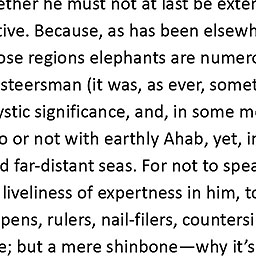 ether he must not at last be exter
tive. Because, as has been elsewh
ose regions elephants are numero
steersman (it was, as ever, somet
ystic significance, and, in some m
o or not with earthly Ahab, yet, in
d far-distant seas. For not to spea
liveliness of expertness in him, to
pens, rulers, nail-filers, countersi
e; but a mere shinbone—why it's